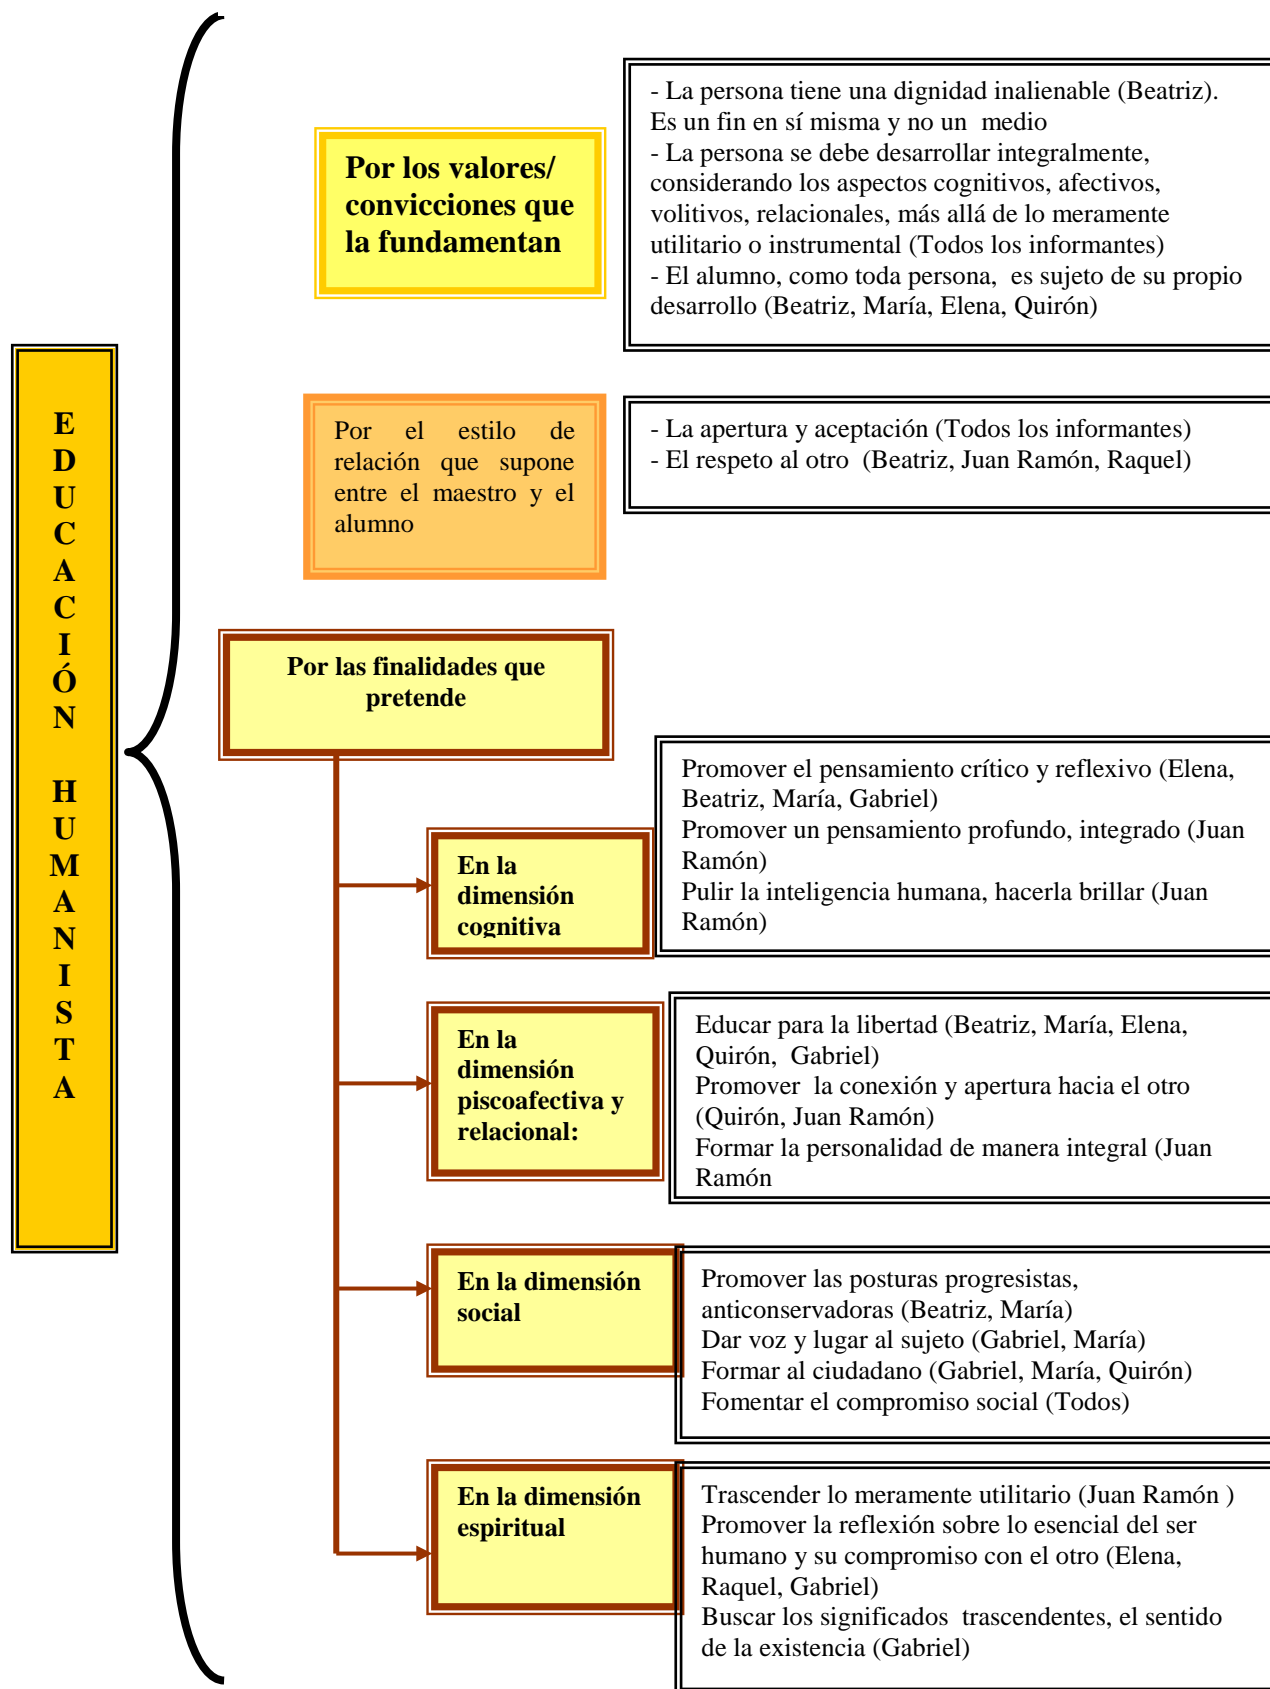 EDUCACIÓN HUMANISTA
Por los valores/
convicciones que
la fundamentan
- La persona tiene una dignidad inalienable (Beatriz).
Es un fin en sí misma y no un medio
- La persona se debe desarrollar integralmente,
considerando los aspectos cognitivos, afectivos,
volitivos, relacionales, más allá de lo meramente
utilitario o instrumental (Todos los informantes)
- El alumno, como toda persona, es sujeto de su propio
desarrollo (Beatriz, María, Elena, Quirón)
Por el estilo de
relación que supone
entre el maestro y el
alumno
- La apertura y aceptación (Todos los informantes)
- El respeto al otro (Beatriz, Juan Ramón, Raquel)
Por las finalidades que
pretende
En la
dimensión
cognitiva
Promover el pensamiento crítico y reflexivo (Elena,
Beatriz, María, Gabriel)
Promover un pensamiento profundo, integrado (Juan
Ramón)
Pulir la inteligencia humana, hacerla brillar (Juan
Ramón)
En la
dimensión
piscoafectiva y
relacional:
Educar para la libertad (Beatriz, María, Elena,
Quirón, Gabriel)
Promover la conexión y apertura hacia el otro
(Quirón, Juan Ramón)
Formar la personalidad de manera integral (Juan
Ramón
En la dimensión
social
Promover las posturas progresistas,
anticonservadoras (Beatriz, María)
Dar voz y lugar al sujeto (Gabriel, María)
Formar al ciudadano (Gabriel, María, Quirón)
Fomentar el compromiso social (Todos)
En la dimensión
espiritual
Trascender lo meramente utilitario (Juan Ramón )
Promover la reflexión sobre lo esencial del ser
humano y su compromiso con el otro (Elena,
Raquel, Gabriel)
Buscar los significados trascendentes, el sentido
de la existencia (Gabriel)